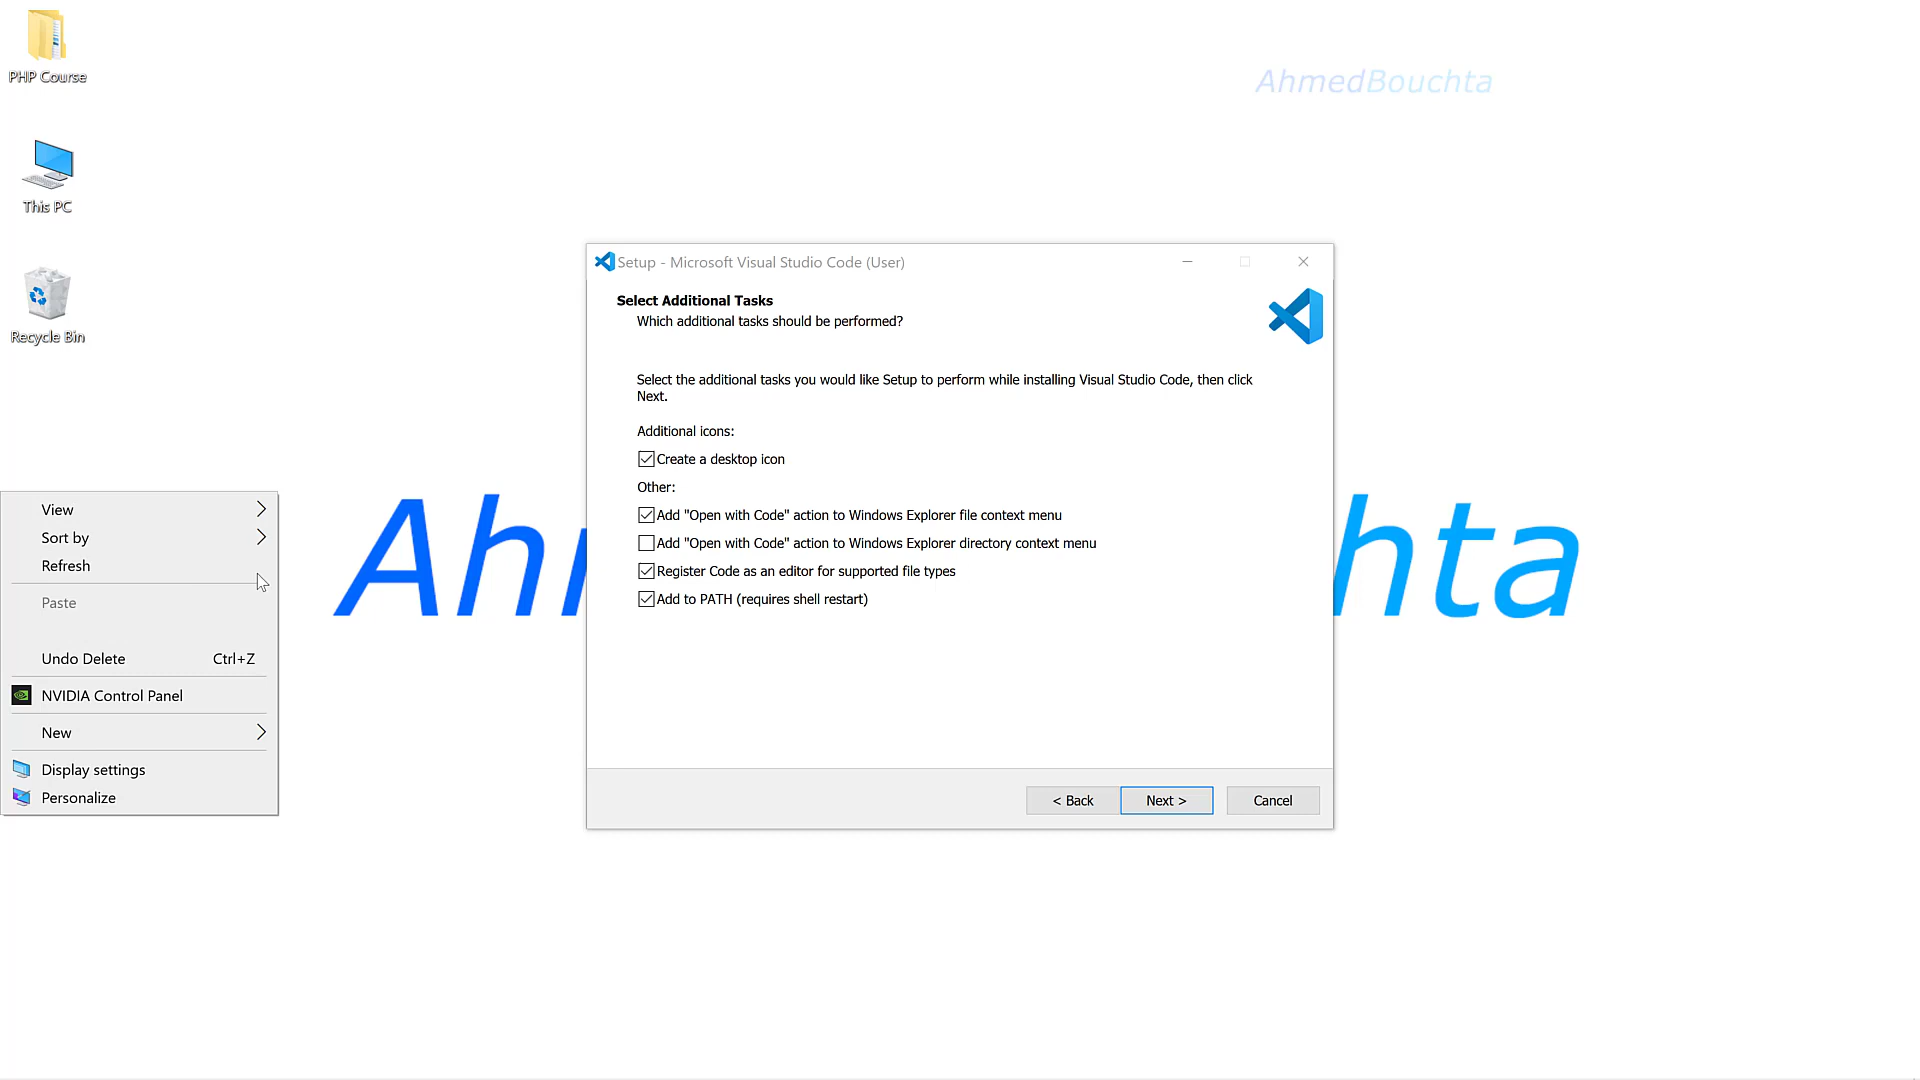 PHP Course
This PC
Recycle Bin
AhmedBouchta
View
Sort by
Refresh
Paste
Undo Delete Ctrl+Z
NVIDIA Control Panel
New
Display settings
Personalize
Ah
hta
Setup - Microsoft Visual Studio Code (User)
Select Additional Tasks
Which additional tasks should be performed?
Select the additional tasks you would like Setup to perform while installing Visual Studio Code, then click
Next.
Additional icons:
Create a desktop icon
Other:
Add "Open with Code" action to Windows Explorer file context menu
Add "Open with Code" action to Windows Explorer directory context menu
Register Code as an editor for supported file types
Add to PATH (requires shell restart)
< Back
Next >
Cancel